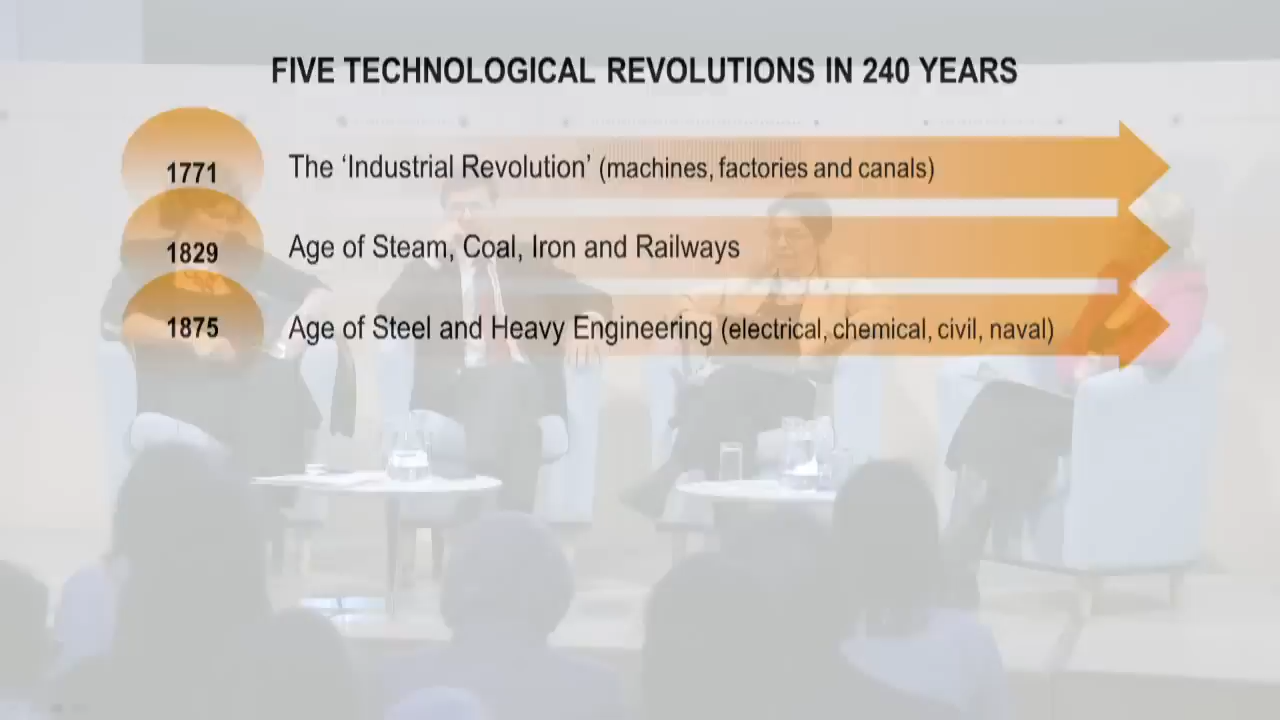 FIVE TECHNOLOGICAL REVOLUTIONS IN 240 YEARS
1771 The ‘Industrial Revolution’ (machines, factories and canals)
1829 Age of Steam, Coal, Iron and Railways
1875 Age of Steel and Heavy Engineering (electrical, chemical, civil, naval)